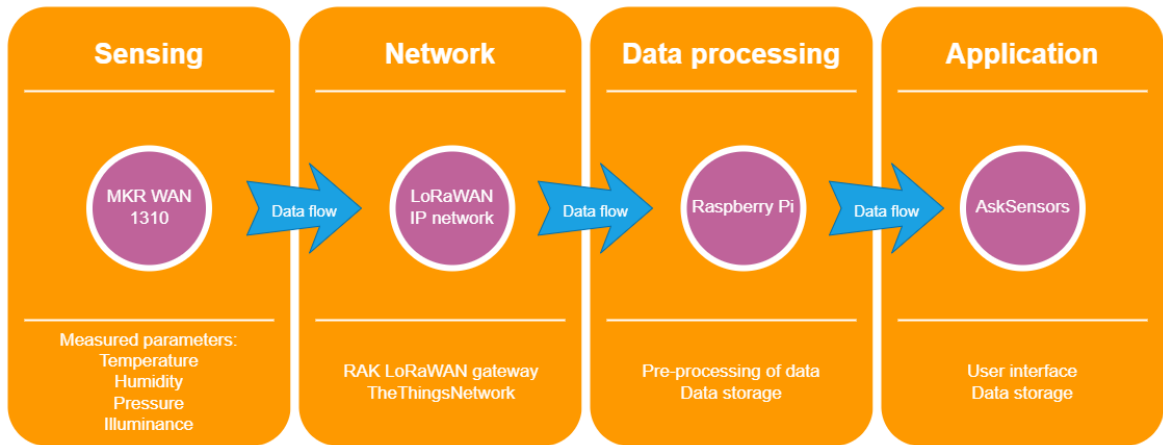 Sensing
MKR WAN
1310
Measured parameters:
Temperature
Humidity
Pressure
Illuminance
Data flow
Network
LoRaWAN
IP network
RAK LoRaWAN gateway
TheThingsNetwork
Data flow
Data processing
Raspberry Pi
Pre-processing of data
Data storage
Data flow
Application
AskSensors
User interface
Data storage